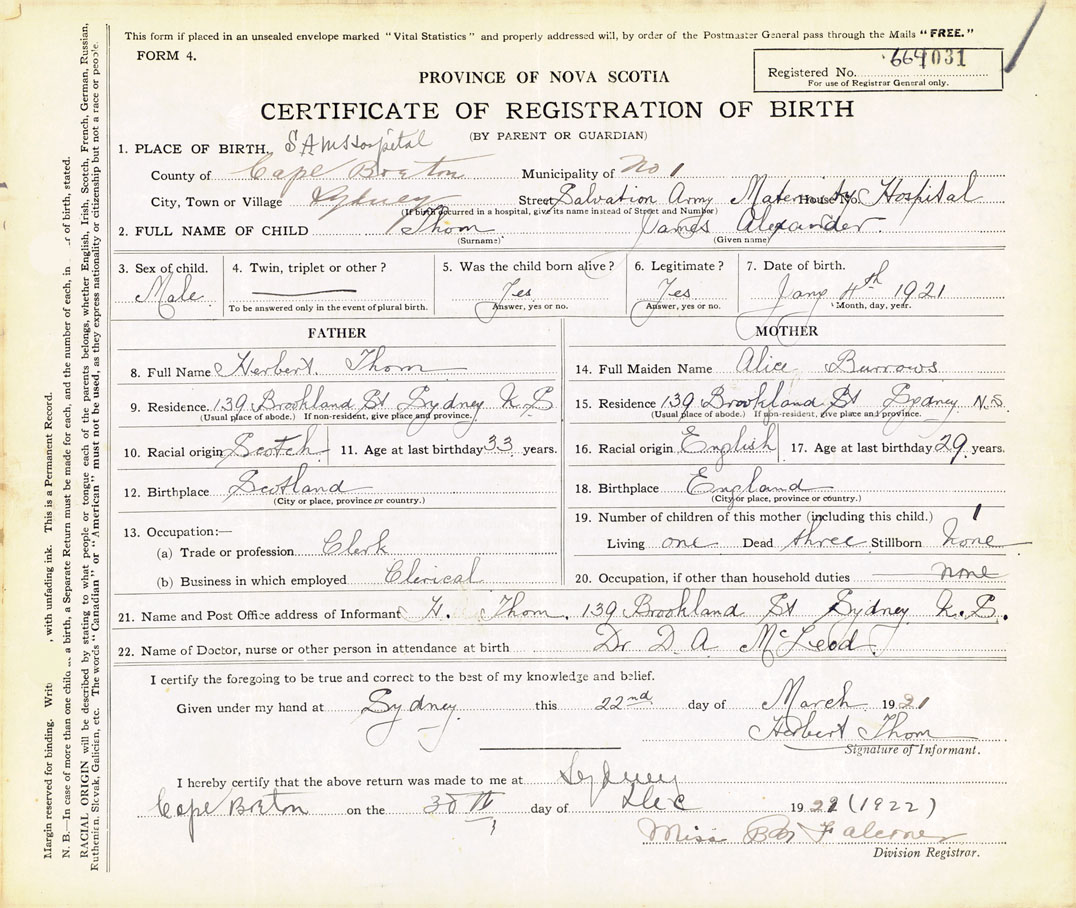 This form if placed in an unsealed envelope marked "Vital Statistics" and properly addressed will, by order of the Postmaster General pass through the Mails "FREE."
FORM 4.
Registered No. 664031
For use of Registrar General only.
PROVINCE OF NOVA SCOTIA
CERTIFICATE OF REGISTRATION OF BIRTH
(BY PARENT OR GUARDIAN)
1. PLACE OF BIRTH. S A M Hospital
County of Cape Breton Municipality of No 1
City, Town or Village Sydney Street Salvation Army Maternity Hospital House No.
(If birth occurred in a hospital, give its name instead of Street and Number)
2. FULL NAME OF CHILD Thom James Alexander
(Surname) (Given name)
3. Sex of child. 4. Twin, triplet or other? 5. Was the child born alive? 6. Legitimate? 7. Date of birth.
Male Yes Yes Jany 4th 1921
To be answered only in the event of plural birth. Answer, yes or no. Answer, yes or no. Month, day, year.
FATHER
8. Full Name Herbert Thom
9. Residence. 139 Brookland St Sydney N. S
(Usual place of abode.) If non-resident, give place and province.
10. Racial origin Scotch 11. Age at last birthday 33 years.
12. Birthplace Scotland
(City or place, province or country.)
13. Occupation:—
(a) Trade or profession Clerk
(b) Business in which employed Clerical
MOTHER
14. Full Maiden Name Alice Burrows
15. Residence 139 Brookland St Sydney N.S.
(Usual place of abode.) If non-resident, give place and province.
16. Racial origin English 17. Age at last birthday 29 years.
18. Birthplace England
(City or place, province or country.)
19. Number of children of this mother (including this child.) 1
Living one Dead three Stillborn none
20. Occupation, if other than household duties none
21. Name and Post Office address of Informant H. Thom 139 Brookland St Sydney N.S.
22. Name of Doctor, nurse or other person in attendance at birth Dr D. A McLeod
I certify the foregoing to be true and correct to the best of my knowledge and belief.
Given under my hand at Sydney. this 22nd day of March 1921
Herbert Thom
Signature of Informant.
I hereby certify that the above return was made to me at Sydney
Cape Breton on the 30th day of Dec 1922 (1922)
Miss Falconer
Division Registrar.
Margin reserved for binding. , with unfading ink. This is a Permanent Record.
N. B.—In case of more than one child a birth, a Separate Return must be made for each, and the number of each, in of birth, stated.
RACIAL ORIGIN will be described by stating to what people or tongue each of the parents belongs, whether English, Irish, Scotch, French, German, Russian,
Ruthenian, Slovak, Galician, etc. The words "Canadian" or "American" must not be used, as they express nationality or citizenship but not a race or people.